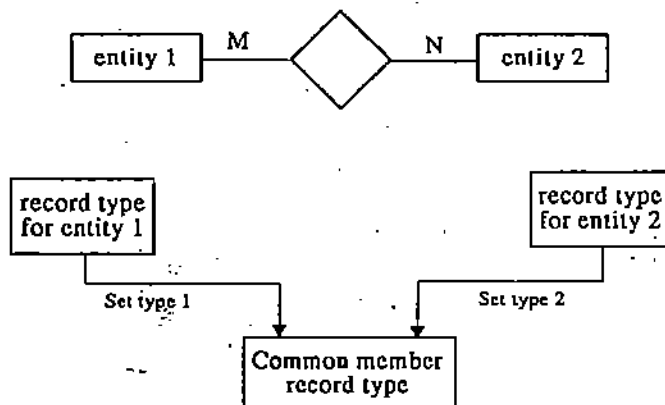 entity 1
M
N
entity 2
record type
for entity 1
record type
for entity 2
Set type 1
Set type 2
Common member
record type